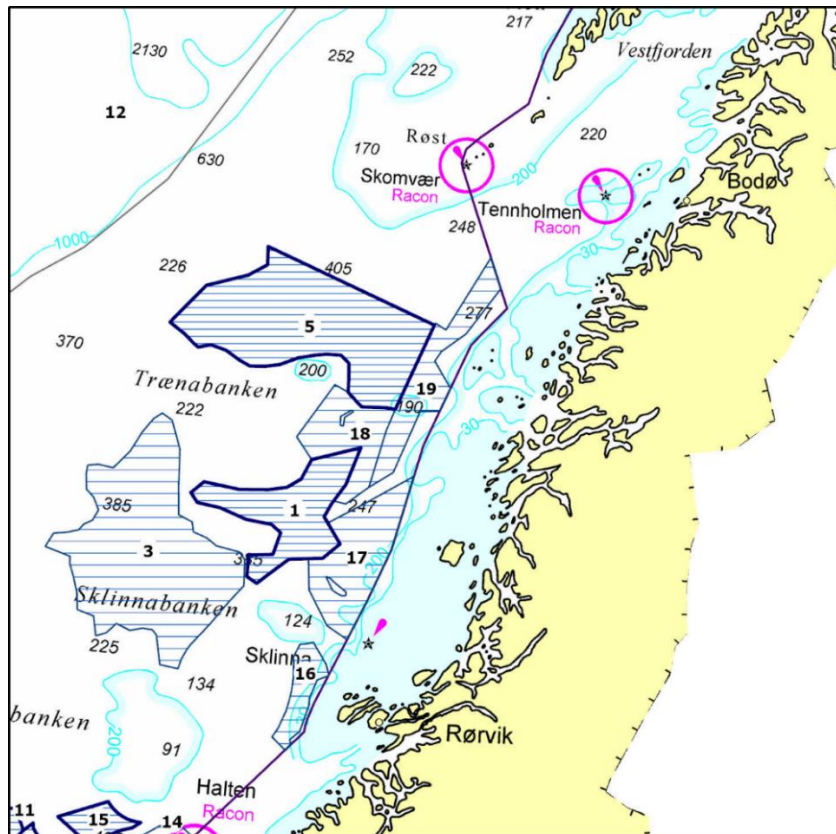 217
2130
252
222
Vestfjorden
12
Røst
220
170
630
Skomvær
Racon
200
Bodø
Tennholmen
Racon
248
1000
30
226
405
277
5
370
200
Trænabanken
19
190
222
18
30
385
1
247
3
17
200
Sklinnabanken
124
225
Sklinna
16
134
banken
200
91
Rørvik
Halten
Racon
11
15
14